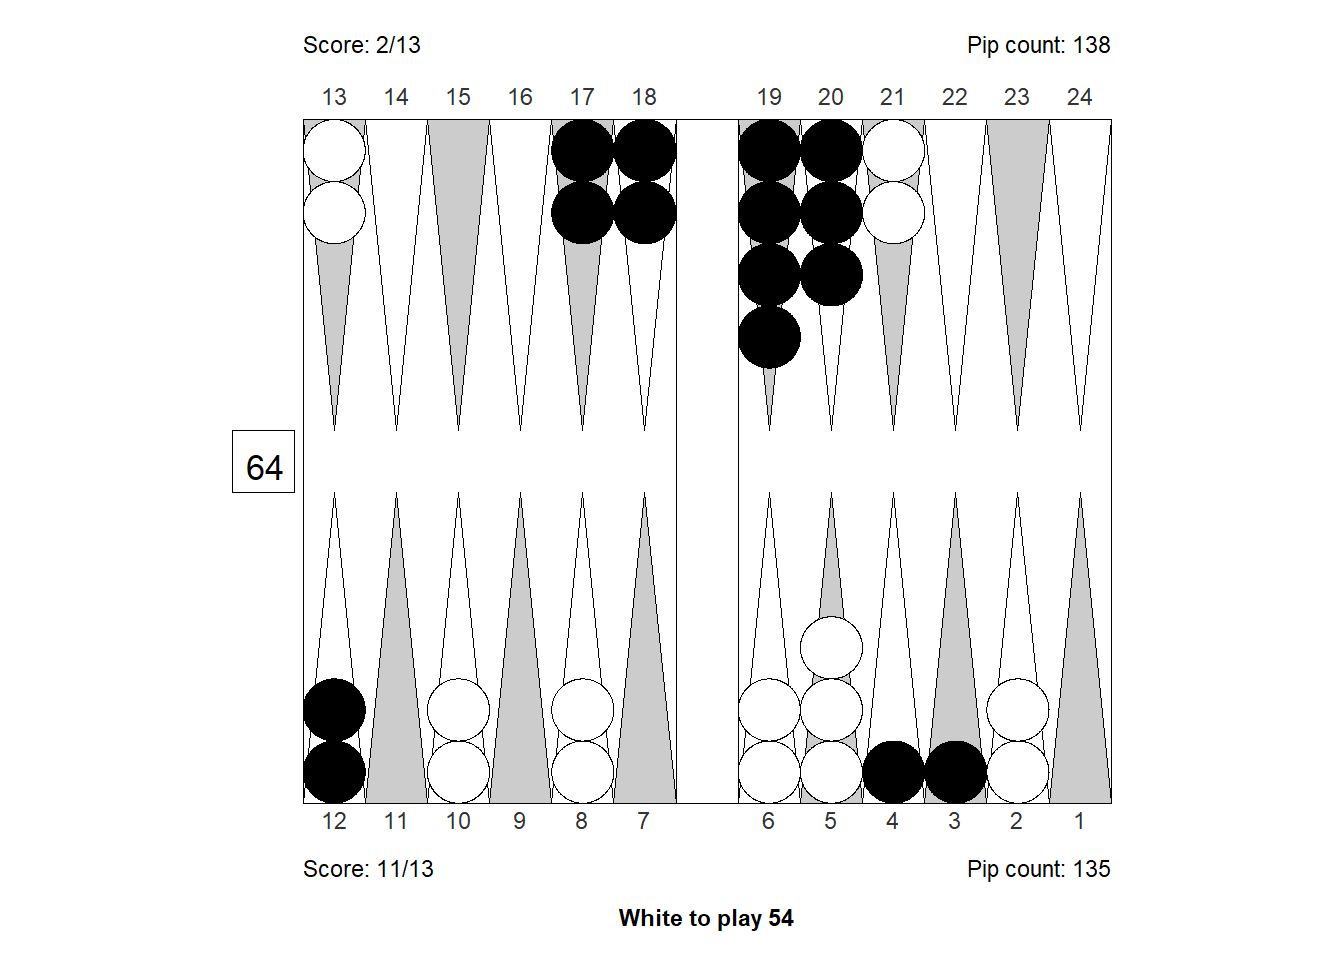 Score: 2/13 Pip count: 138
13 14 15 16 17 18 19 20 21 22 23 24
64
12 11 10 9 8 7 6 5 4 3 2 1
Score: 11/13 Pip count: 135
White to play 54